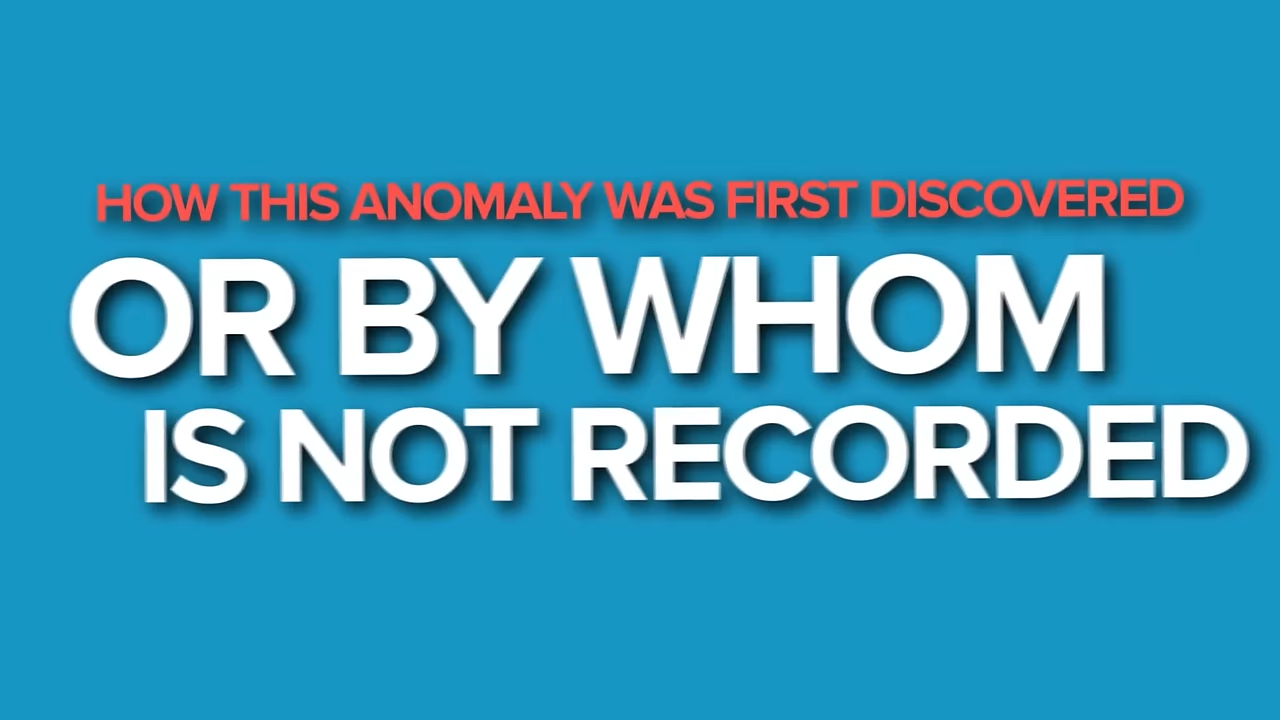 HOW THIS ANOMALY WAS FIRST DISCOVERED
OR BY WHOM
IS NOT RECORDED